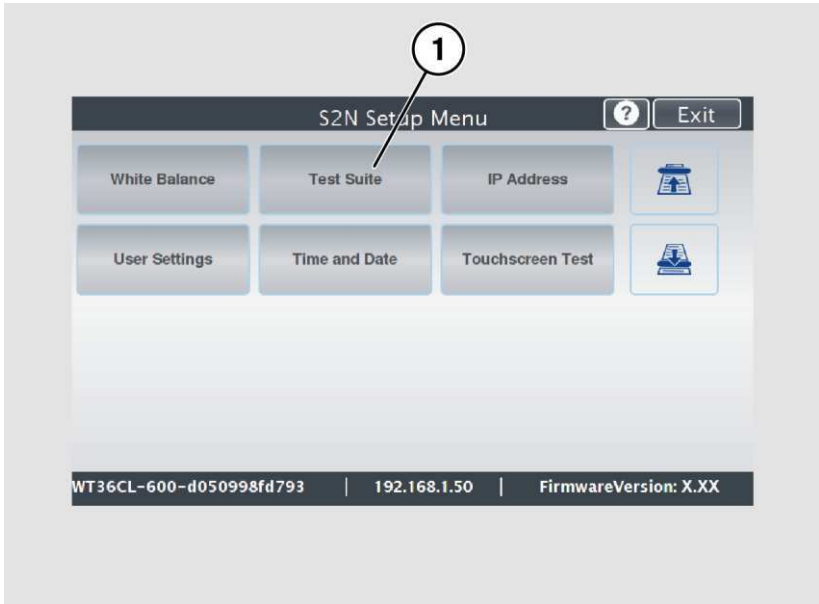 1
S2N Setup Menu ? Exit
White Balance Test Suite IP Address
User Settings Time and Date Touchscreen Test
WT36CL-600-d050998fd793 | 192.168.1.50 | FirmwareVersion: X.XX